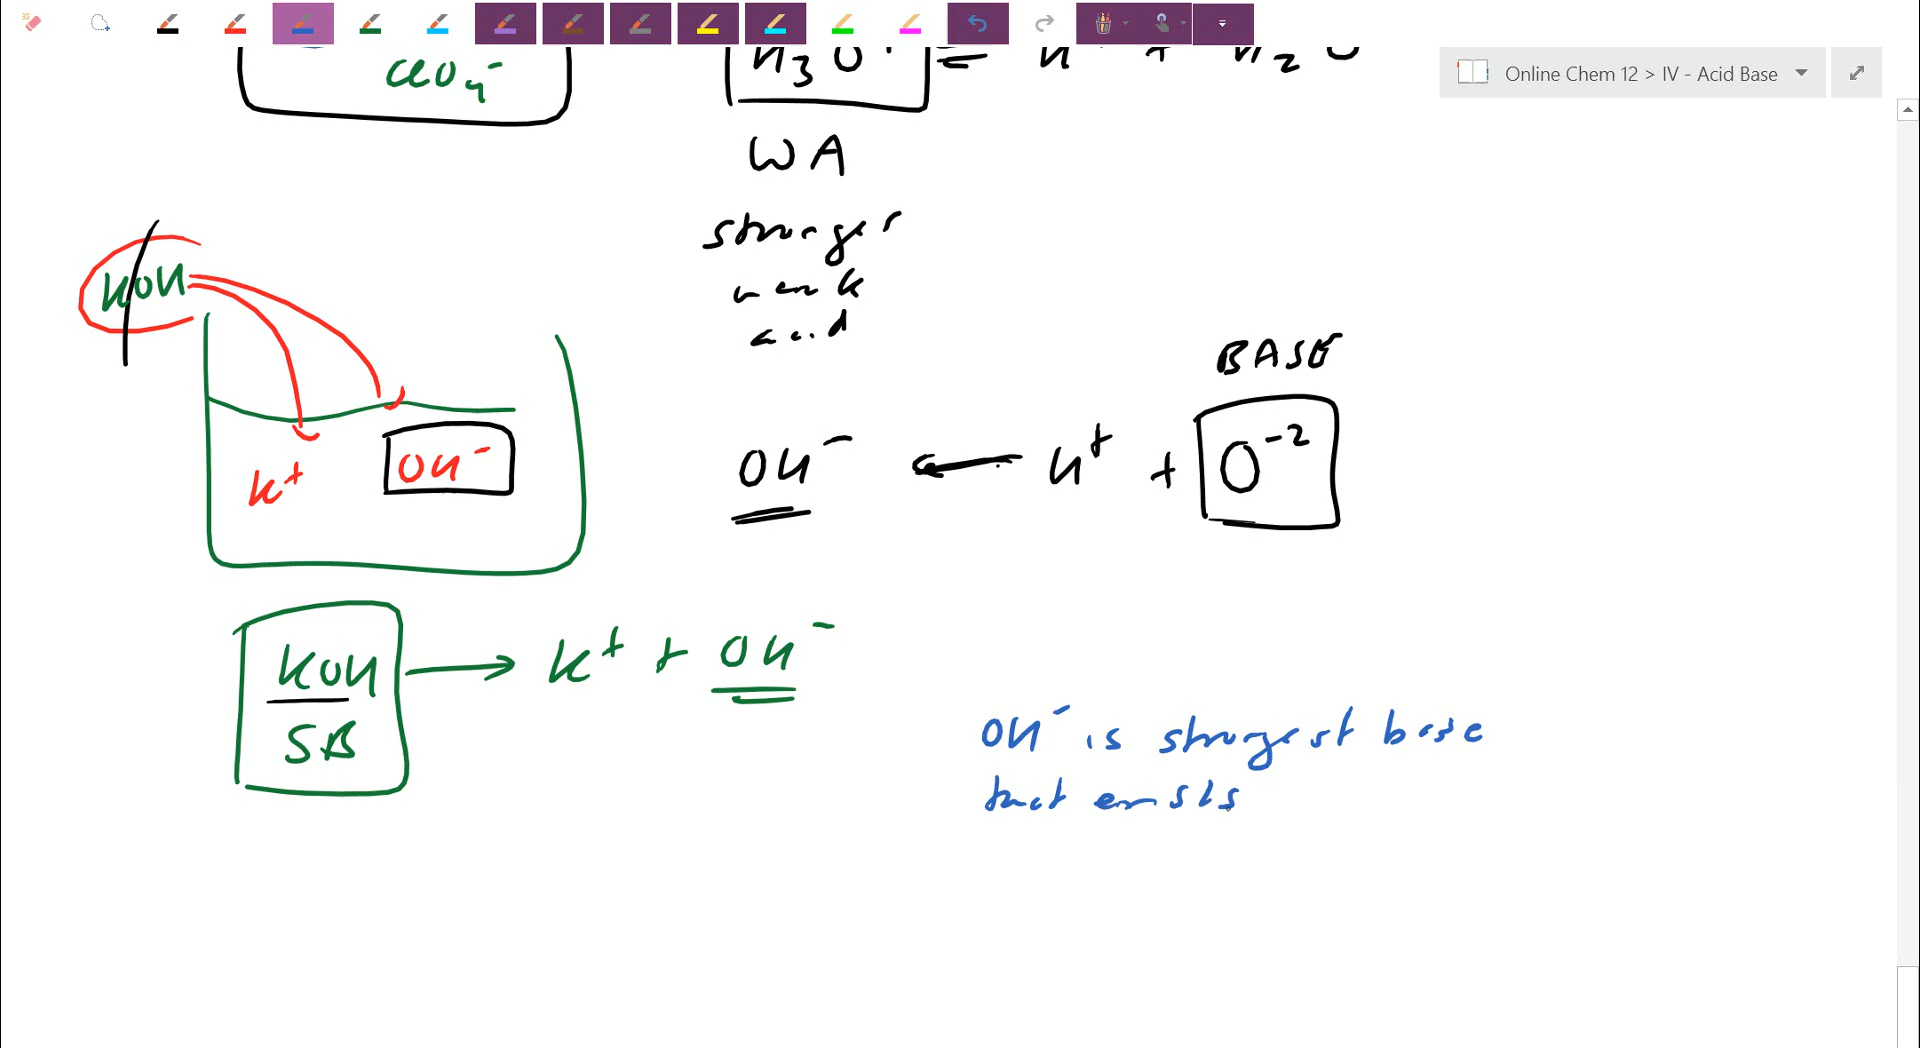 Online Chem 12 > IV - Acid Base
ClO4⁻
H3O⁺ ⇌ H⁺ + H2O
WA
stronger
weak
acid
KOH
BASE
K⁺ OH⁻
OH⁻ ← H⁺ + O⁻²
KOH → K⁺ + OH⁻
SB
OH⁻ is strongest base
that exists